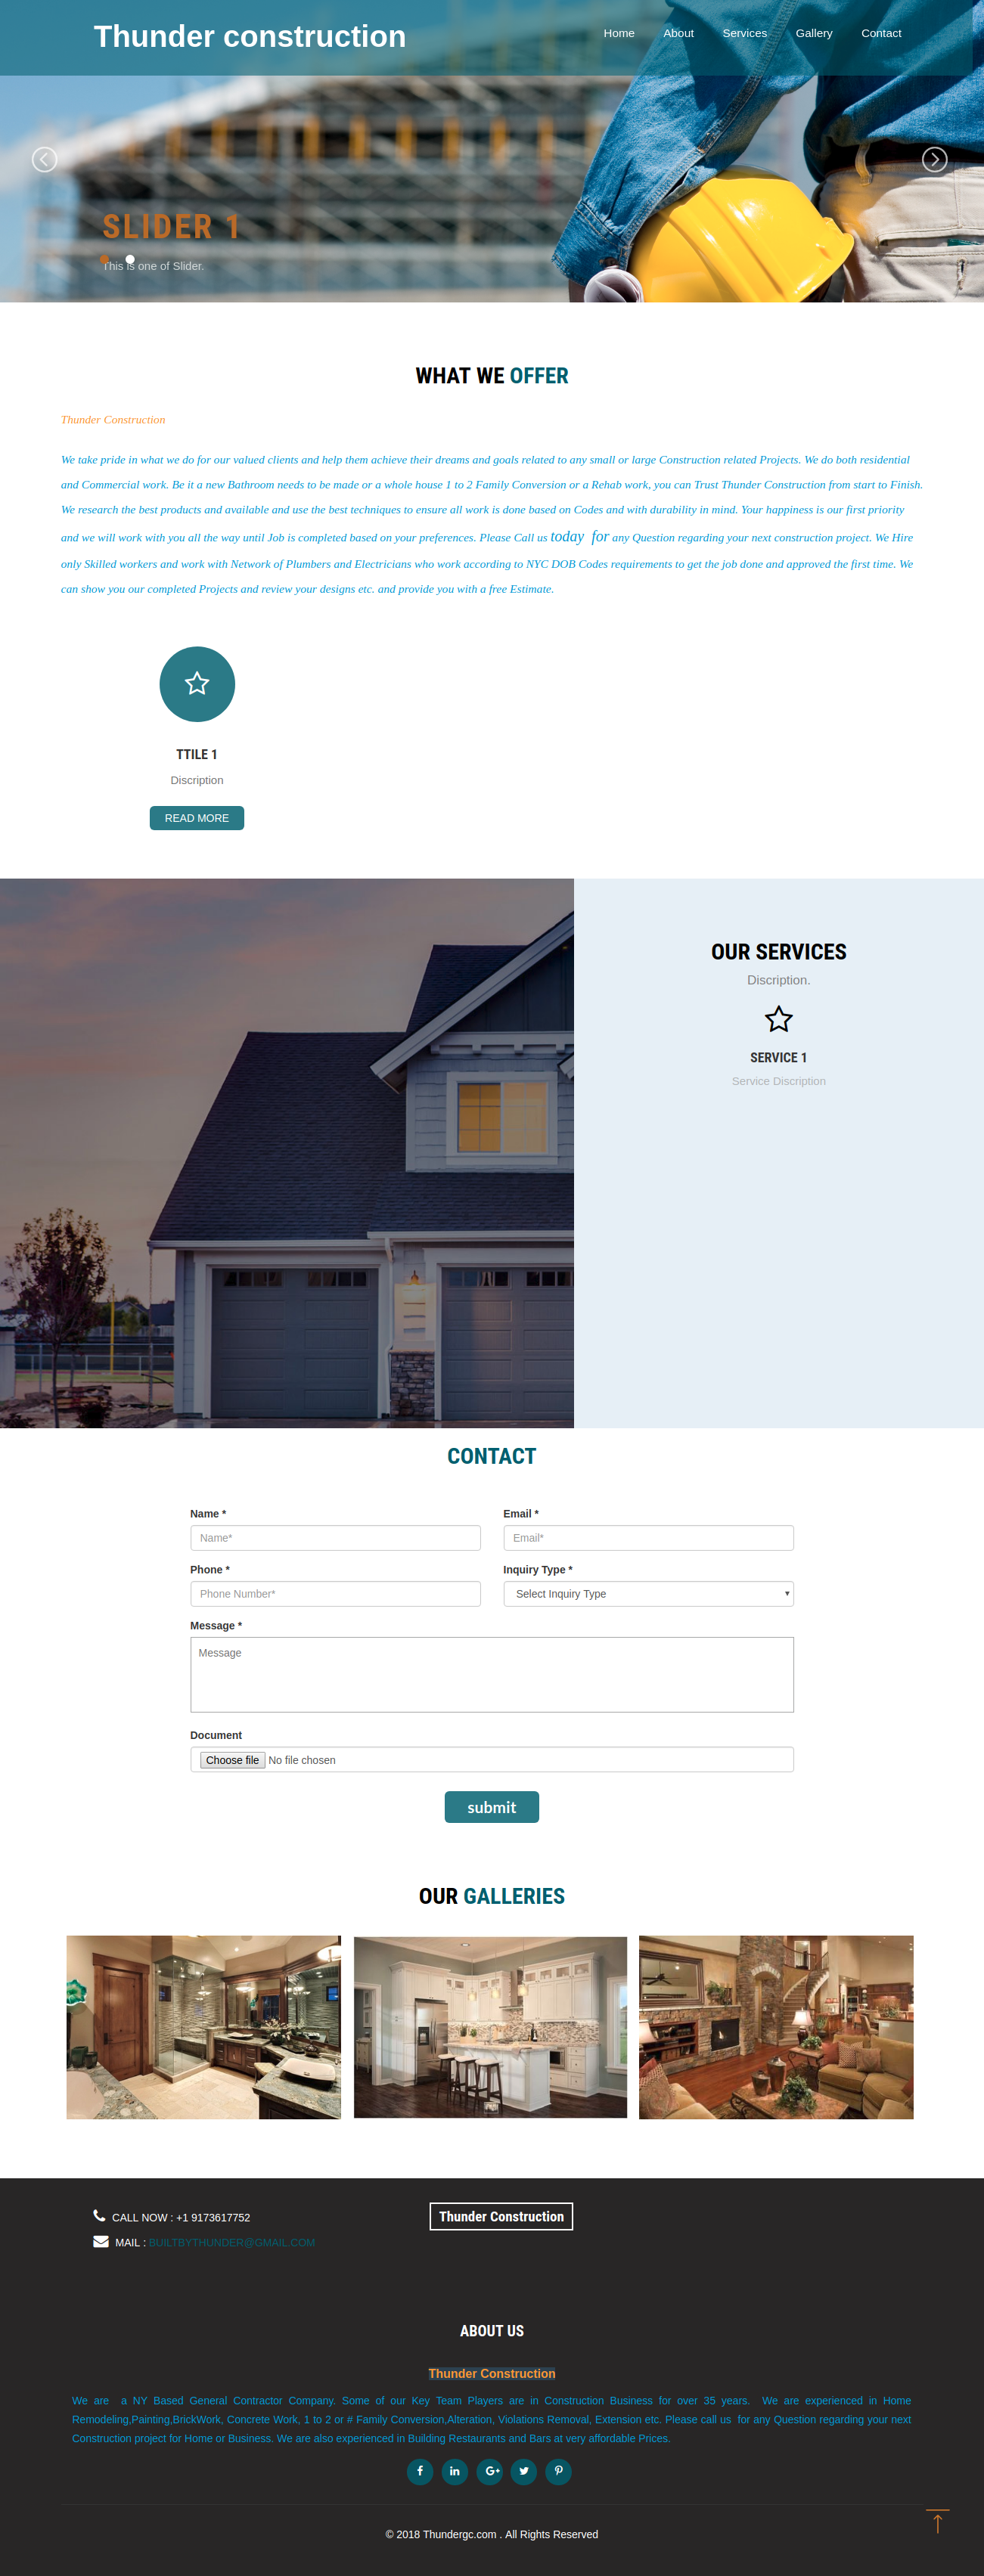 Thunder construction
Home About Services Gallery Contact
SLIDER 1
This is one of Slider.
WHAT WE OFFER
Thunder Construction
We take pride in what we do for our valued clients and help them achieve their dreams and goals related to any small or large Construction related Projects. We do both residential
and Commercial work. Be it a new Bathroom needs to be made or a whole house 1 to 2 Family Conversion or a Rehab work, you can Trust Thunder Construction from start to Finish.
We research the best products and available and use the best techniques to ensure all work is done based on Codes and with durability in mind. Your happiness is our first priority
and we will work with you all the way until Job is completed based on your preferences. Please Call us today  for any Question regarding your next construction project. We Hire
only Skilled workers and work with Network of Plumbers and Electricians who work according to NYC DOB Codes requirements to get the job done and approved the first time. We
can show you our completed Projects and review your designs etc. and provide you with a free Estimate.
TTILE 1
Discription
READ MORE
OUR SERVICES
Discription.
SERVICE 1
Service Discription
CONTACT
Name * Email *
Name* Email*
Phone * Inquiry Type *
Phone Number* Select Inquiry Type
Message *
Message
Document
Choose file No file chosen
submit
OUR GALLERIES
CALL NOW : +1 9173617752
MAIL : BUILTBYTHUNDER@GMAIL.COM
Thunder Construction
ABOUT US
Thunder Construction
We are  a NY Based General Contractor Company. Some of our Key Team Players are in Construction Business for over 35 years.  We are experienced in Home
Remodeling,Painting,BrickWork, Concrete Work, 1 to 2 or # Family Conversion,Alteration, Violations Removal, Extension etc. Please call us  for any Question regarding your next
Construction project for Home or Business. We are also experienced in Building Restaurants and Bars at very affordable Prices.
© 2018 Thundergc.com . All Rights Reserved